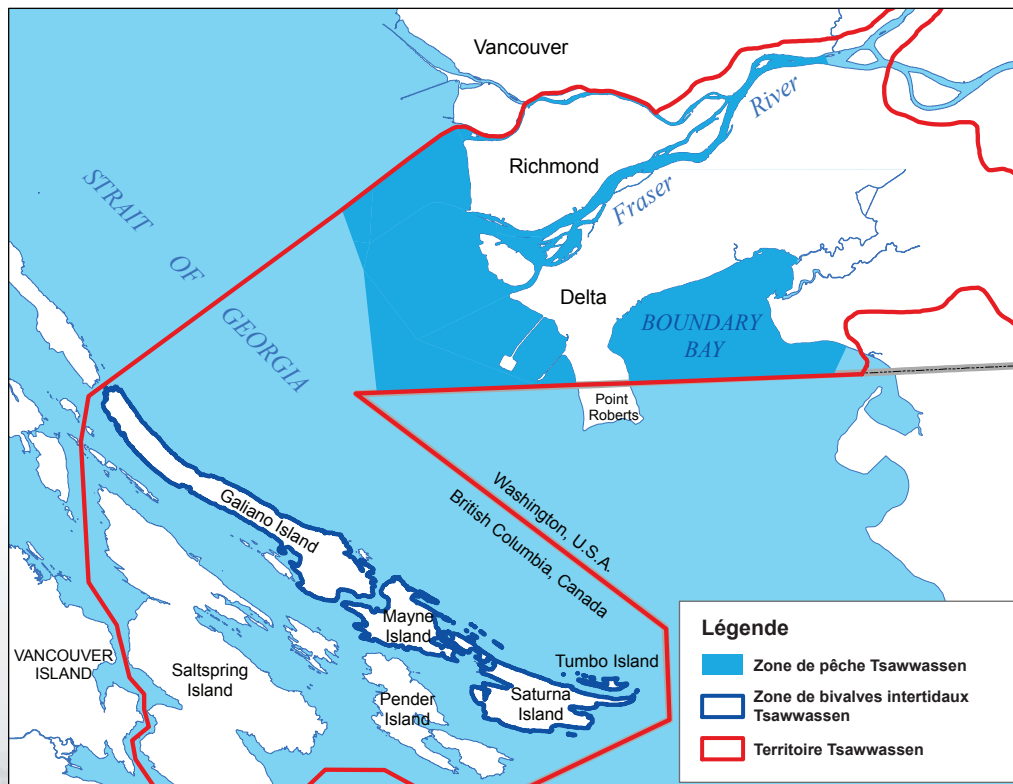 Vancouver
Richmond
River
Fraser
Delta
BOUNDARY
BAY
Point
Roberts
STRAIT
OF
GEORGIA
Washington, U.S.A.
British Columbia, Canada
Galiano Island
Mayne
Island
Tumbo Island
Saturna
Island
Pender
Island
Saltspring
Island
VANCOUVER
ISLAND
Légende
Zone de pêche Tsawwassen
Zone de bivalves intertidaux
Tsawwassen
Territoire Tsawwassen